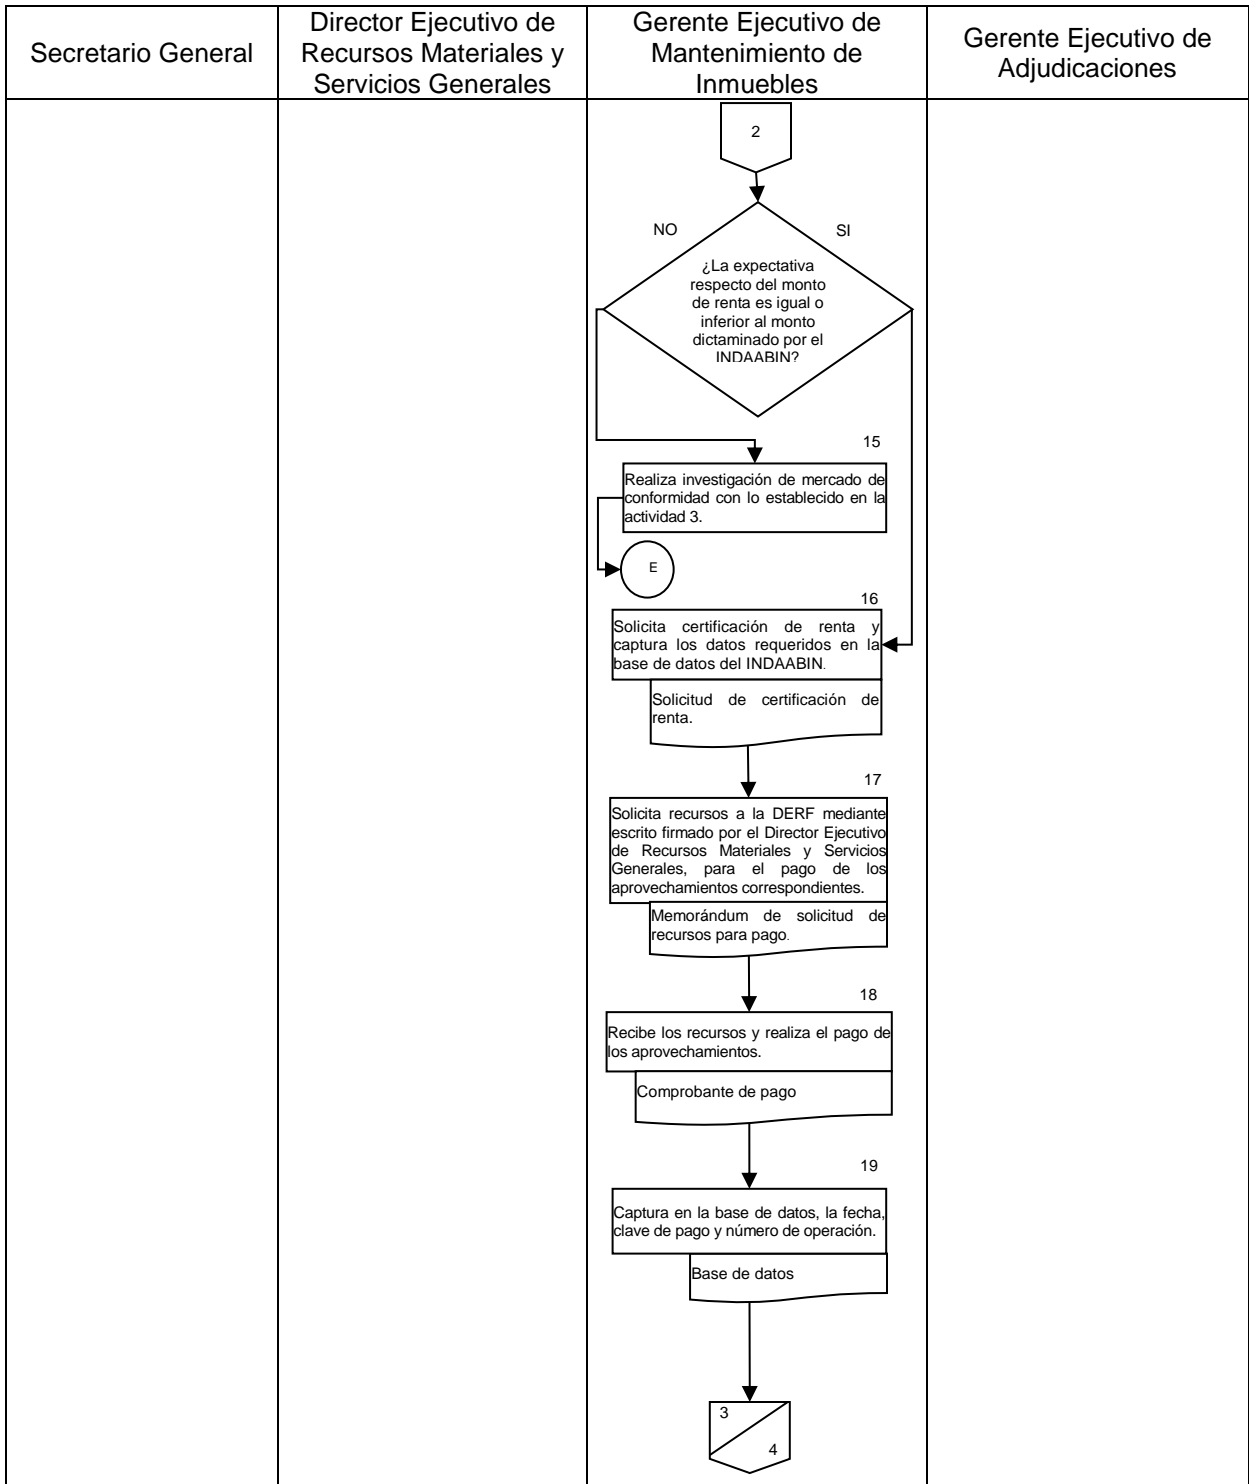 Secretario General
Director Ejecutivo de
Recursos Materiales y
Servicios Generales
Gerente Ejecutivo de
Mantenimiento de
Inmuebles
Gerente Ejecutivo de
Adjudicaciones
2
NO
SI
¿La expectativa
respecto del monto
de renta es igual o
inferior al monto
dictaminado por el
INDAABIN?
15
Realiza investigación de mercado de
conformidad con lo establecido en la
actividad 3.
E
16
Solicita certificación de renta y
captura los datos requeridos en la
base de datos del INDAABIN.
Solicitud de certificación de
renta.
17
Solicita recursos a la DERF mediante
escrito firmado por el Director Ejecutivo
de Recursos Materiales y Servicios
Generales, para el pago de los
aprovechamientos correspondientes.
Memorándum de solicitud de
recursos para pago.
18
Recibe los recursos y realiza el pago de
los aprovechamientos.
Comprobante de pago
19
Captura en la base de datos, la fecha,
clave de pago y número de operación.
Base de datos
3
4